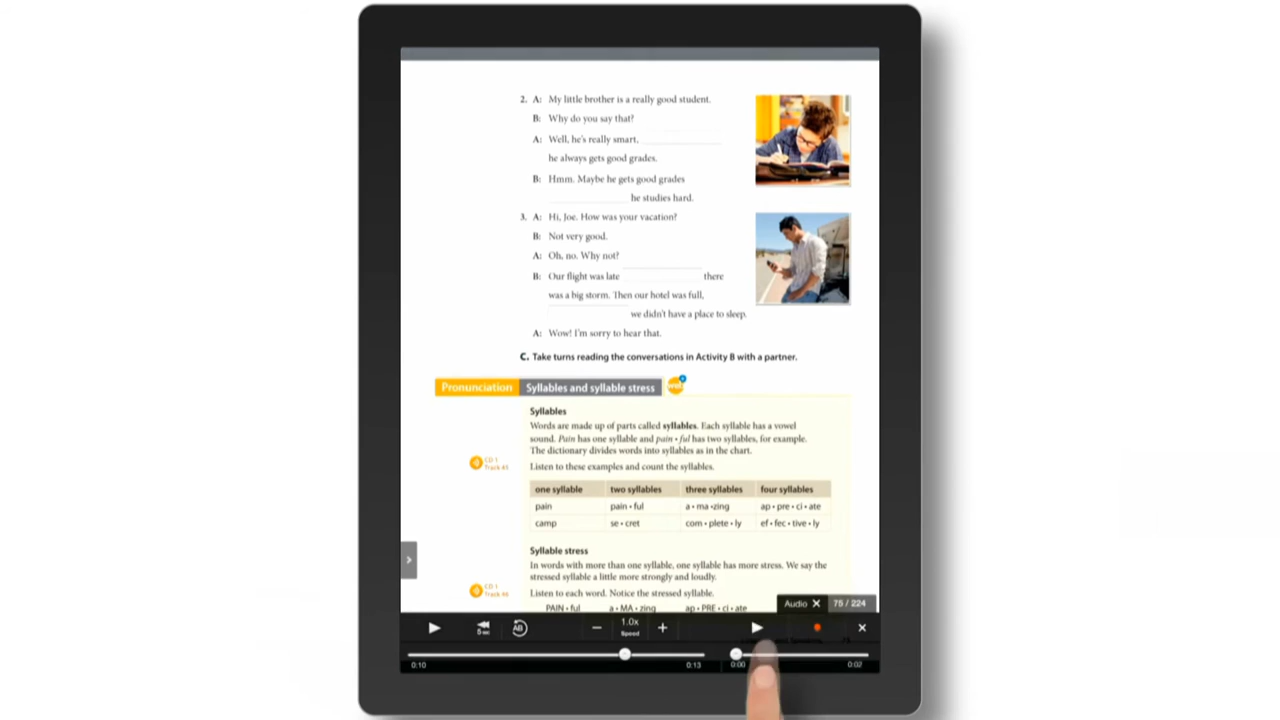 2. A: My little brother is a really good student.
B: Why do you say that?
A: Well, he's really smart,
he always gets good grades.
B: Hmm. Maybe he gets good grades
he studies hard.
3. A: Hi, Joe. How was your vacation?
B: Not very good.
A: Oh, no. Why not?
B: Our flight was late there
was a big storm. Then our hotel was full,
we didn't have a place to sleep.
A: Wow! I'm sorry to hear that.
C. Take turns reading the conversations in Activity B with a partner.
Pronunciation Syllables and syllable stress
Syllables
Words are made up of parts called syllables. Each syllable has a vowel
sound. Pain has one syllable and pain • ful has two syllables, for example.
The dictionary divides words into syllables as in the chart.
CD 1
Listen to these examples and count the syllables.
one syllable two syllables three syllables four syllables
pain pain • ful a • ma •zing ap • pre • ci • ate
camp se • cret com • plete • ly ef • fec • tive • ly
Syllable stress
In words with more than one syllable, one syllable has more stress. We say the
stressed syllable a little more strongly and loudly.
CD 1
Listen to each word. Notice the stressed syllable.
PAIN • ful a • MA • zing ap • PRE • ci • ate
Audio X 75 / 224
5 sec
AB
− 1.0x +
Speed
0:10 0:13 0:00 0:02